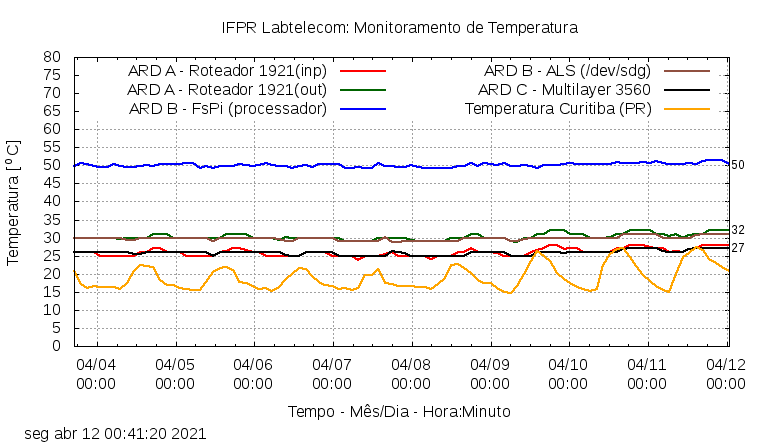 IFPR Labtelecom: Monitoramento de Temperatura
Temperatura [°C]
80
75
70
65
60
55
50
45
40
35
30
25
20
15
10
5
0
ARD A - Roteador 1921(inp)
ARD A - Roteador 1921(out)
ARD B - FsPi (processador)
ARD B - ALS (/dev/sdg)
ARD C - Multilayer 3560
Temperatura Curitiba (PR)
50
32
27
04/04 04/05 04/06 04/07 04/08 04/09 04/10 04/11 04/12
00:00 00:00 00:00 00:00 00:00 00:00 00:00 00:00 00:00
Tempo - Mês/Dia - Hora:Minuto
seg abr 12 00:41:20 2021